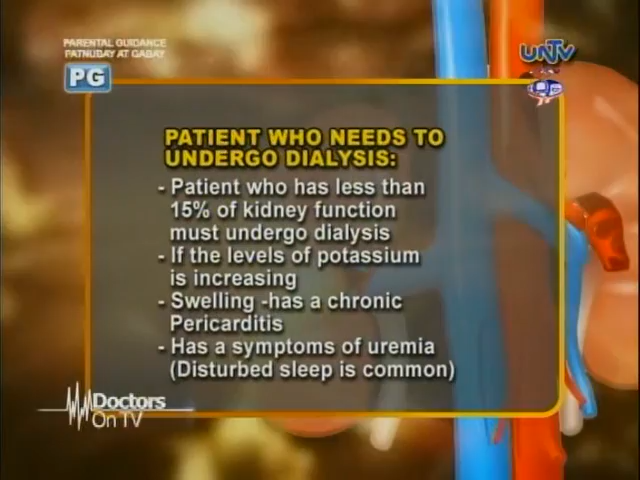 PARENTAL GUIDANCE
PATNUBAY AT GABAY
PG
UNTV
PATIENT WHO NEEDS TO
UNDERGO DIALYSIS:
- Patient who has less than
15% of kidney function
must undergo dialysis
- If the levels of potassium
is increasing
- Swelling -has a chronic
Pericarditis
- Has a symptoms of uremia
(Disturbed sleep is common)
Doctors
On TV